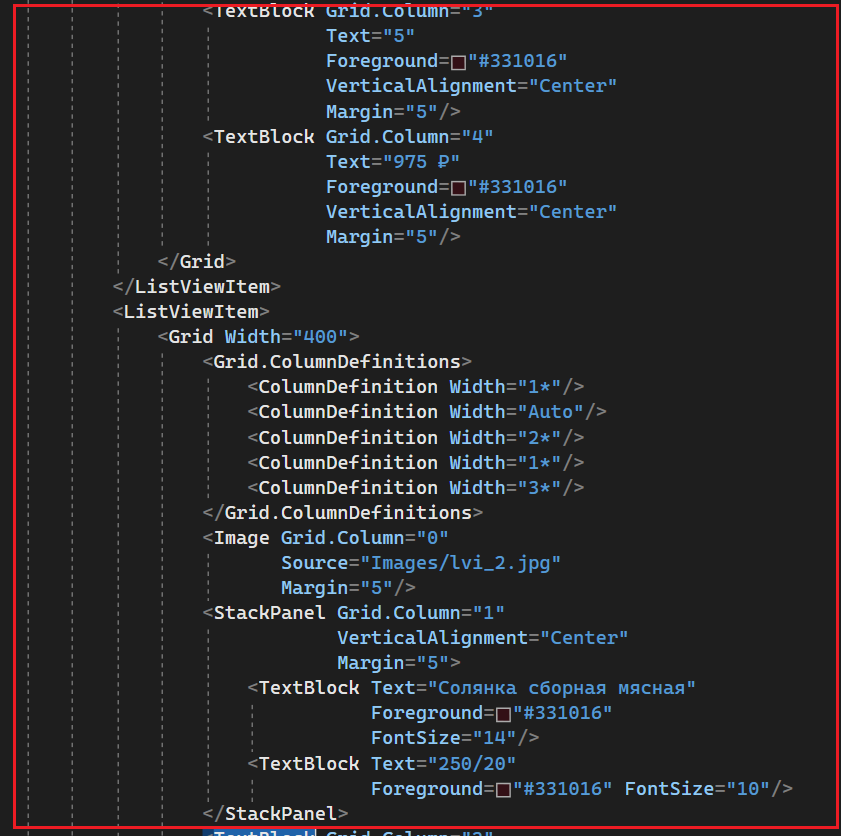 <TextBlock Grid.Column="3"
Text="5"
Foreground="#331016"
VerticalAlignment="Center"
Margin="5"/>
<TextBlock Grid.Column="4"
Text="975 ₽"
Foreground="#331016"
VerticalAlignment="Center"
Margin="5"/>
</Grid>
</ListViewItem>
<ListViewItem>
<Grid Width="400">
<Grid.ColumnDefinitions>
<ColumnDefinition Width="1*"/>
<ColumnDefinition Width="Auto"/>
<ColumnDefinition Width="2*"/>
<ColumnDefinition Width="1*"/>
<ColumnDefinition Width="3*"/>
</Grid.ColumnDefinitions>
<Image Grid.Column="0"
Source="Images/lvi_2.jpg"
Margin="5"/>
<StackPanel Grid.Column="1"
VerticalAlignment="Center"
Margin="5">
<TextBlock Text="Солянка сборная мясная"
Foreground="#331016"
FontSize="14"/>
<TextBlock Text="250/20"
Foreground="#331016" FontSize="10"/>
</StackPanel>
<TextBlock Grid.Column="2"